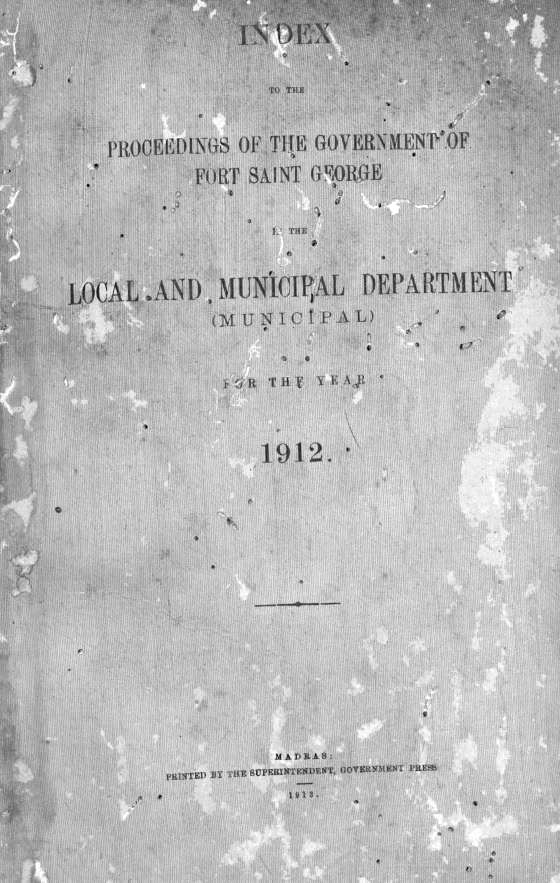 INDEX
TO THE
PROCEEDINGS OF THE GOVERNMENT OF
FORT SAINT GEORGE
IN THE
LOCAL AND MUNICIPAL DEPARTMENT
(MUNICIPAL)
FOR THE YEAR
1912.
MADRAS:
PRINTED BY THE SUPERINTENDENT, GOVERNMENT PRESS
1913.